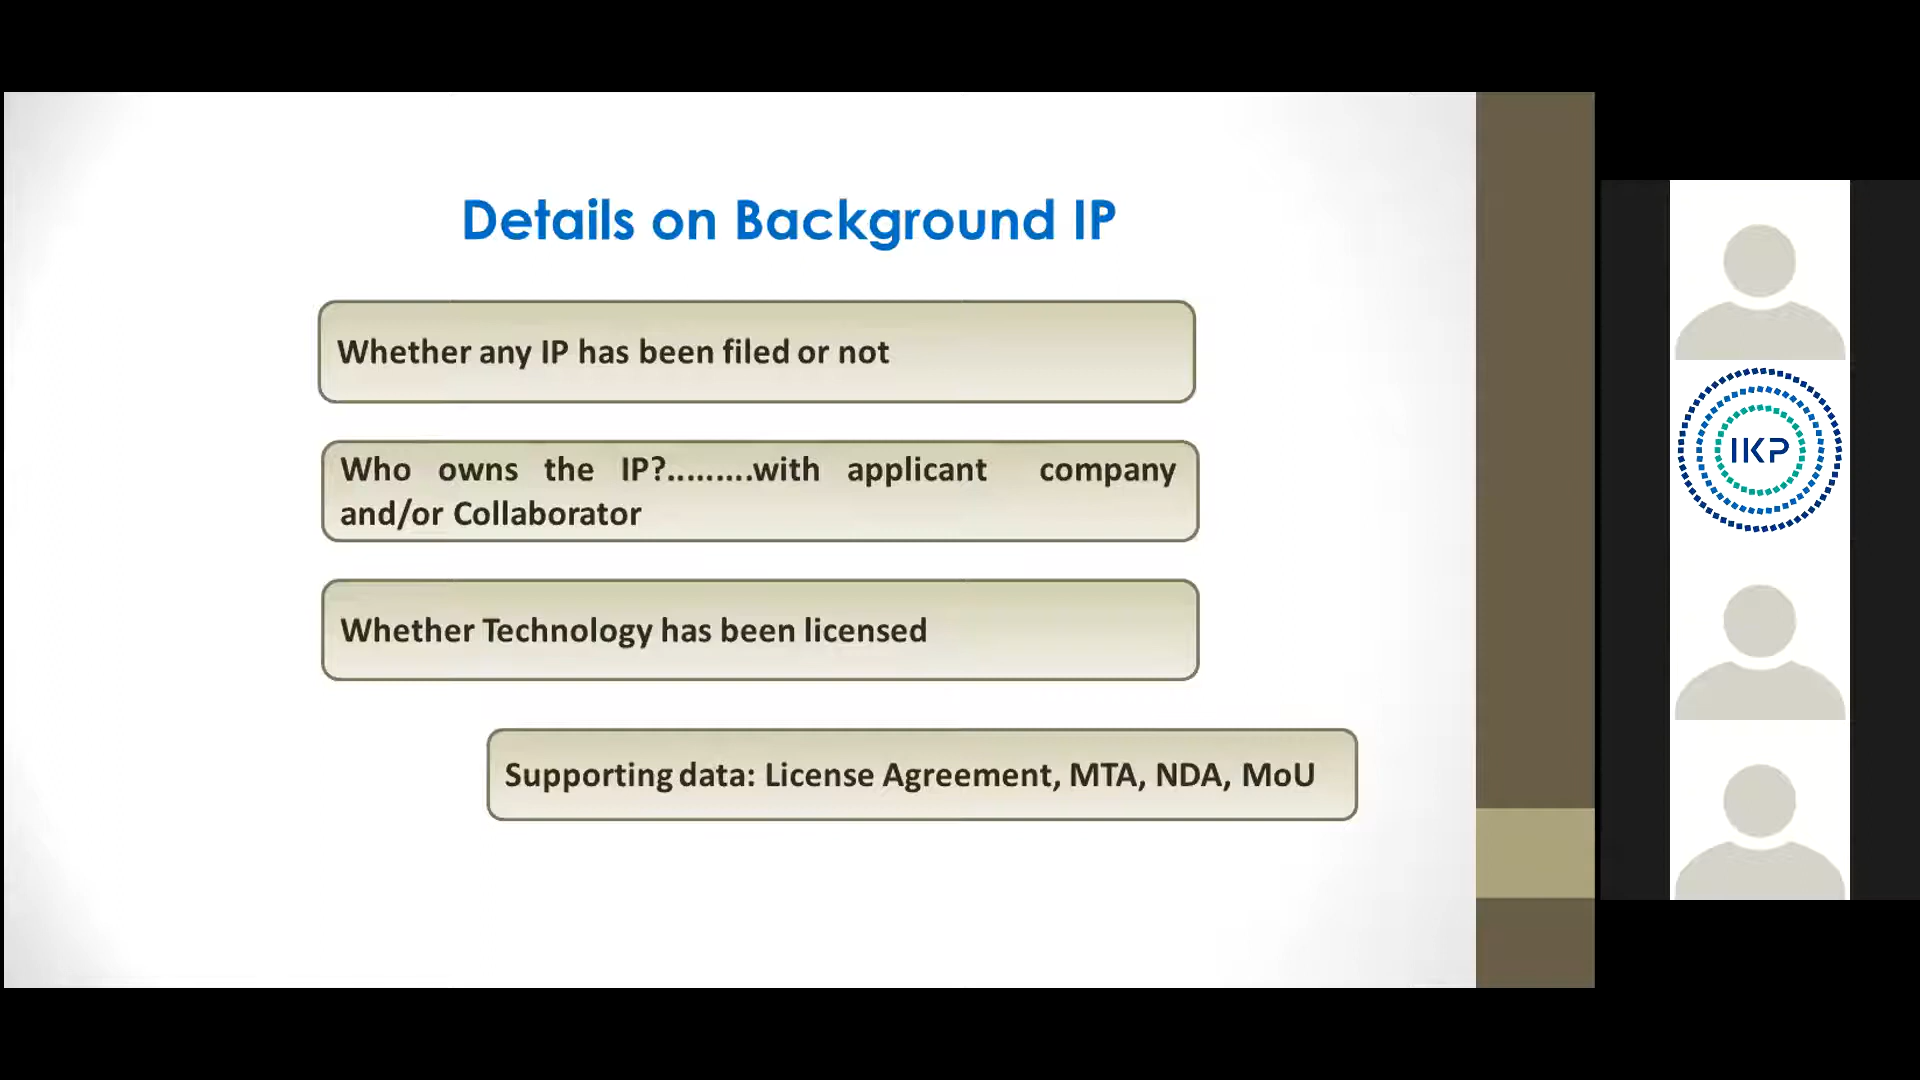 Details on Background IP
Whether any IP has been filed or not
Who owns the IP?.........with applicant company
and/or Collaborator
Whether Technology has been licensed
Supporting data: License Agreement, MTA, NDA, MoU
IKP